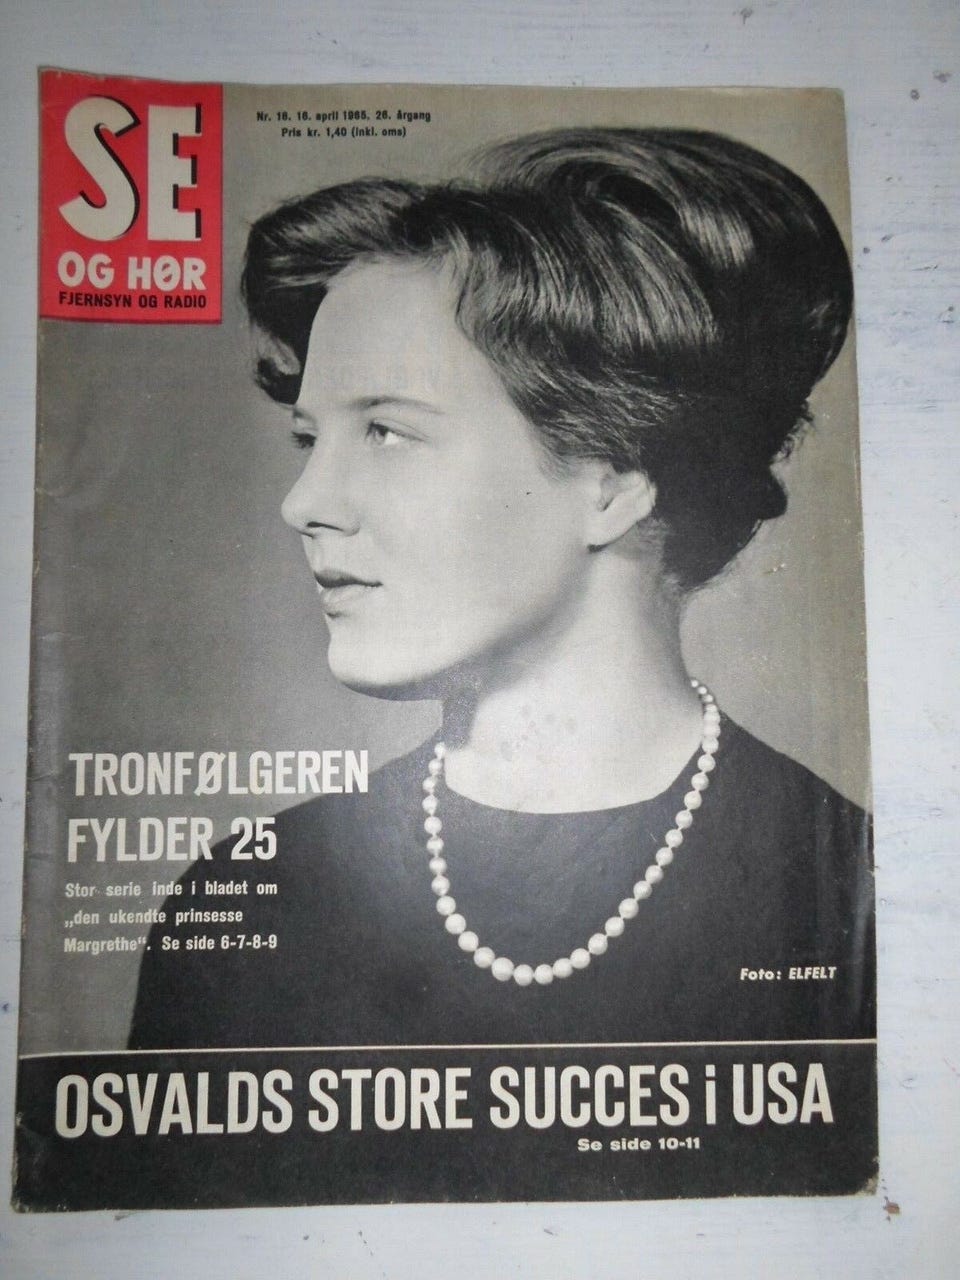 SE
OG HØR
FJERNSYN OG RADIO
Nr. 16. 16. april 1965, 26. årgang
Pris kr. 1,40 (inkl. oms)
TRONFØLGEREN
FYLDER 25
Stor serie inde i bladet om
„den ukendte prinsesse
Margrethe“. Se side 6-7-8-9
Foto: ELFELT
OSVALDS STORE SUCCES i USA
Se side 10-11